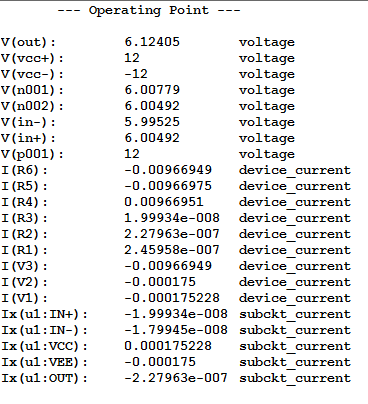 --- Operating Point ---
V(out): 6.12405 voltage
V(vcc+): 12 voltage
V(vcc-): -12 voltage
V(n001): 6.00779 voltage
V(n002): 6.00492 voltage
V(in-): 5.99525 voltage
V(in+): 6.00492 voltage
V(p001): 12 voltage
I(R6): -0.00966949 device_current
I(R5): -0.00966975 device_current
I(R4): 0.00966951 device_current
I(R3): 1.99934e-008 device_current
I(R2): 2.27963e-007 device_current
I(R1): 2.45958e-007 device_current
I(V3): -0.00966949 device_current
I(V2): -0.000175 device_current
I(V1): -0.000175228 device_current
Ix(u1:IN+): -1.99934e-008 subckt_current
Ix(u1:IN-): -1.79945e-008 subckt_current
Ix(u1:VCC): 0.000175228 subckt_current
Ix(u1:VEE): -0.000175 subckt_current
Ix(u1:OUT): -2.27963e-007 subckt_current